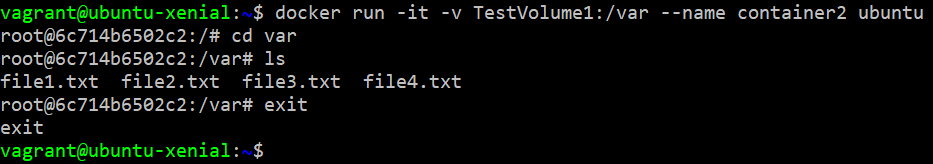 vagrant@ubuntu-xenial:~$ docker run -it -v TestVolume1:/var --name container2 ubuntu
root@6c714b6502c2:/# cd var
root@6c714b6502c2:/var# ls
file1.txt  file2.txt  file3.txt  file4.txt
root@6c714b6502c2:/var# exit
exit
vagrant@ubuntu-xenial:~$